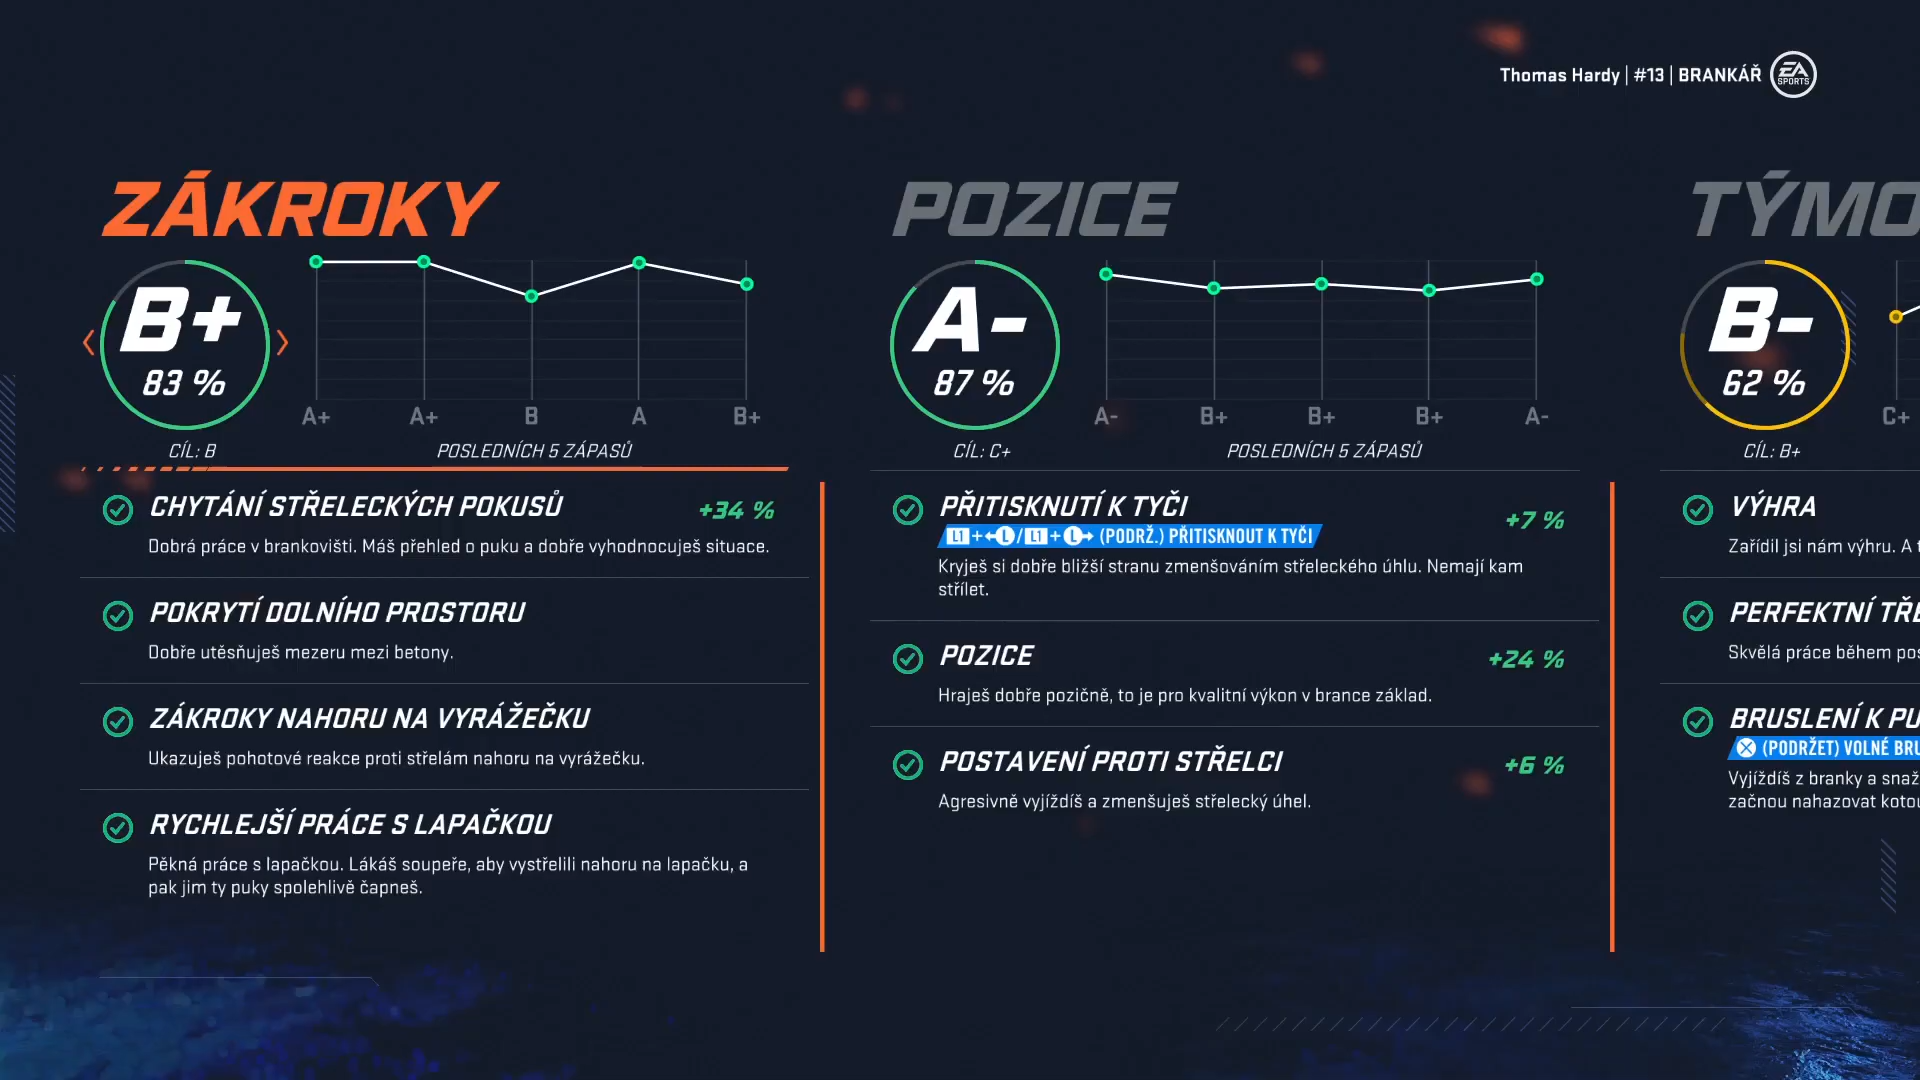 Thomas Hardy | #13 | BRANKÁŘ
EA SPORTS
ZÁKROKY
B+
83 %
CÍL: B
A+ A+ B A B+
POSLEDNÍCH 5 ZÁPASŮ
CHYTÁNÍ STŘELECKÝCH POKUSŮ +34 %
Dobrá práce v brankovišti. Máš přehled o puku a dobře vyhodnocuješ situace.
POKRYTÍ DOLNÍHO PROSTORU
Dobře utěsňuješ mezeru mezi betony.
ZÁKROKY NAHORU NA VYRÁŽEČKU
Ukazuješ pohotové reakce proti střelám nahoru na vyrážečku.
RYCHLEJŠÍ PRÁCE S LAPAČKOU
Pěkná práce s lapačkou. Lákáš soupeře, aby vystřelili nahoru na lapačku, a
pak jim ty puky spolehlivě čapneš.
POZICE
A-
87 %
CÍL: C+
A- B+ B+ B+ A-
POSLEDNÍCH 5 ZÁPASŮ
PŘITISKNUTÍ K TYČI +7 %
L1 + L / L1 + L (PODRŽ.) PŘITISKNOUT K TYČI
Kryješ si dobře bližší stranu zmenšováním střeleckého úhlu. Nemají kam
střílet.
POZICE +24 %
Hraješ dobře pozičně, to je pro kvalitní výkon v brance základ.
POSTAVENÍ PROTI STŘELCI +6 %
Agresivně vyjíždíš a zmenšuješ střelecký úhel.
TÝMO
B-
62 %
CÍL: B+
C+
VÝHRA
Zařídil jsi nám výhru. A t
PERFEKTNÍ TŘE
Skvělá práce během pos
BRUSLENÍ K PU
(PODRŽET) VOLNÉ BRU
Vyjíždíš z branky a snaž
začnou nahazovat kotou